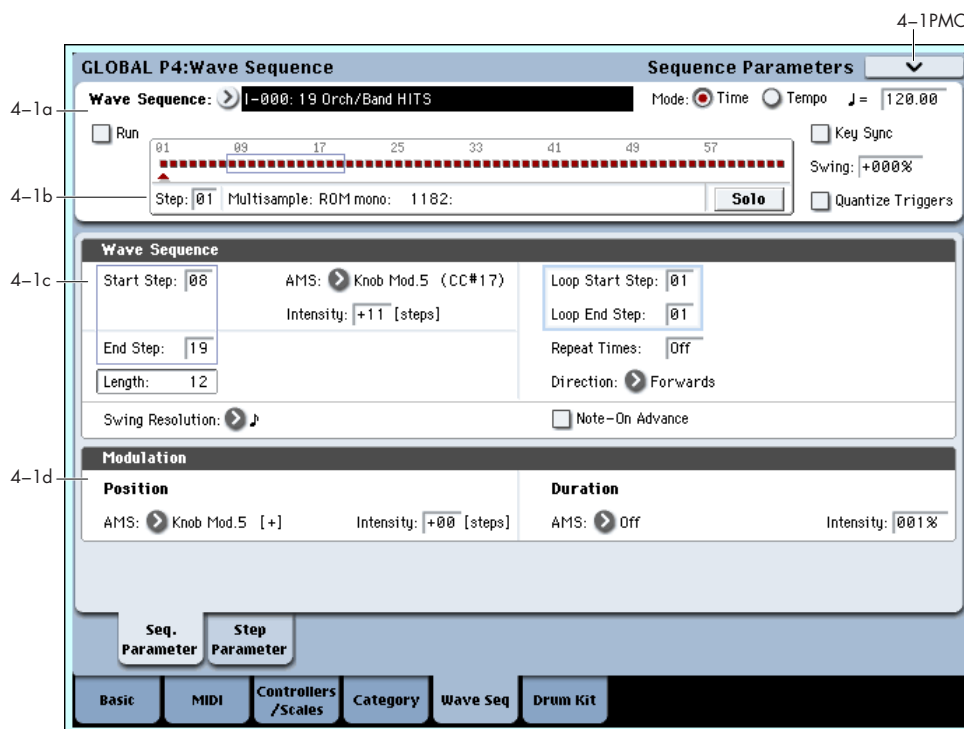 4–1PMC
GLOBAL P4:Wave Sequence Sequence Parameters
4–1a
Wave Sequence: I-000: 19 Orch/Band HITS Mode: Time Tempo ♩= 120.00
Run Key Sync
01 09 17 25 33 41 49 57
Swing: +000%
4–1b
Step: 01 Multisample: ROM mono: 1182: Solo Quantize Triggers
Wave Sequence
4–1c
Start Step: 08 AMS: Knob Mod.5 (CC#17) Loop Start Step: 01
Intensity: +11 [steps] Loop End Step: 01
End Step: 19 Repeat Times: Off
Length: 12 Direction: Forwards
Swing Resolution: ♪ Note-On Advance
Modulation
4–1d
Position Duration
AMS: Knob Mod.5 [+] Intensity: +00 [steps] AMS: Off Intensity: 001%
Seq. Parameter
Step Parameter
Basic MIDI Controllers /Scales Category Wave Seq Drum Kit